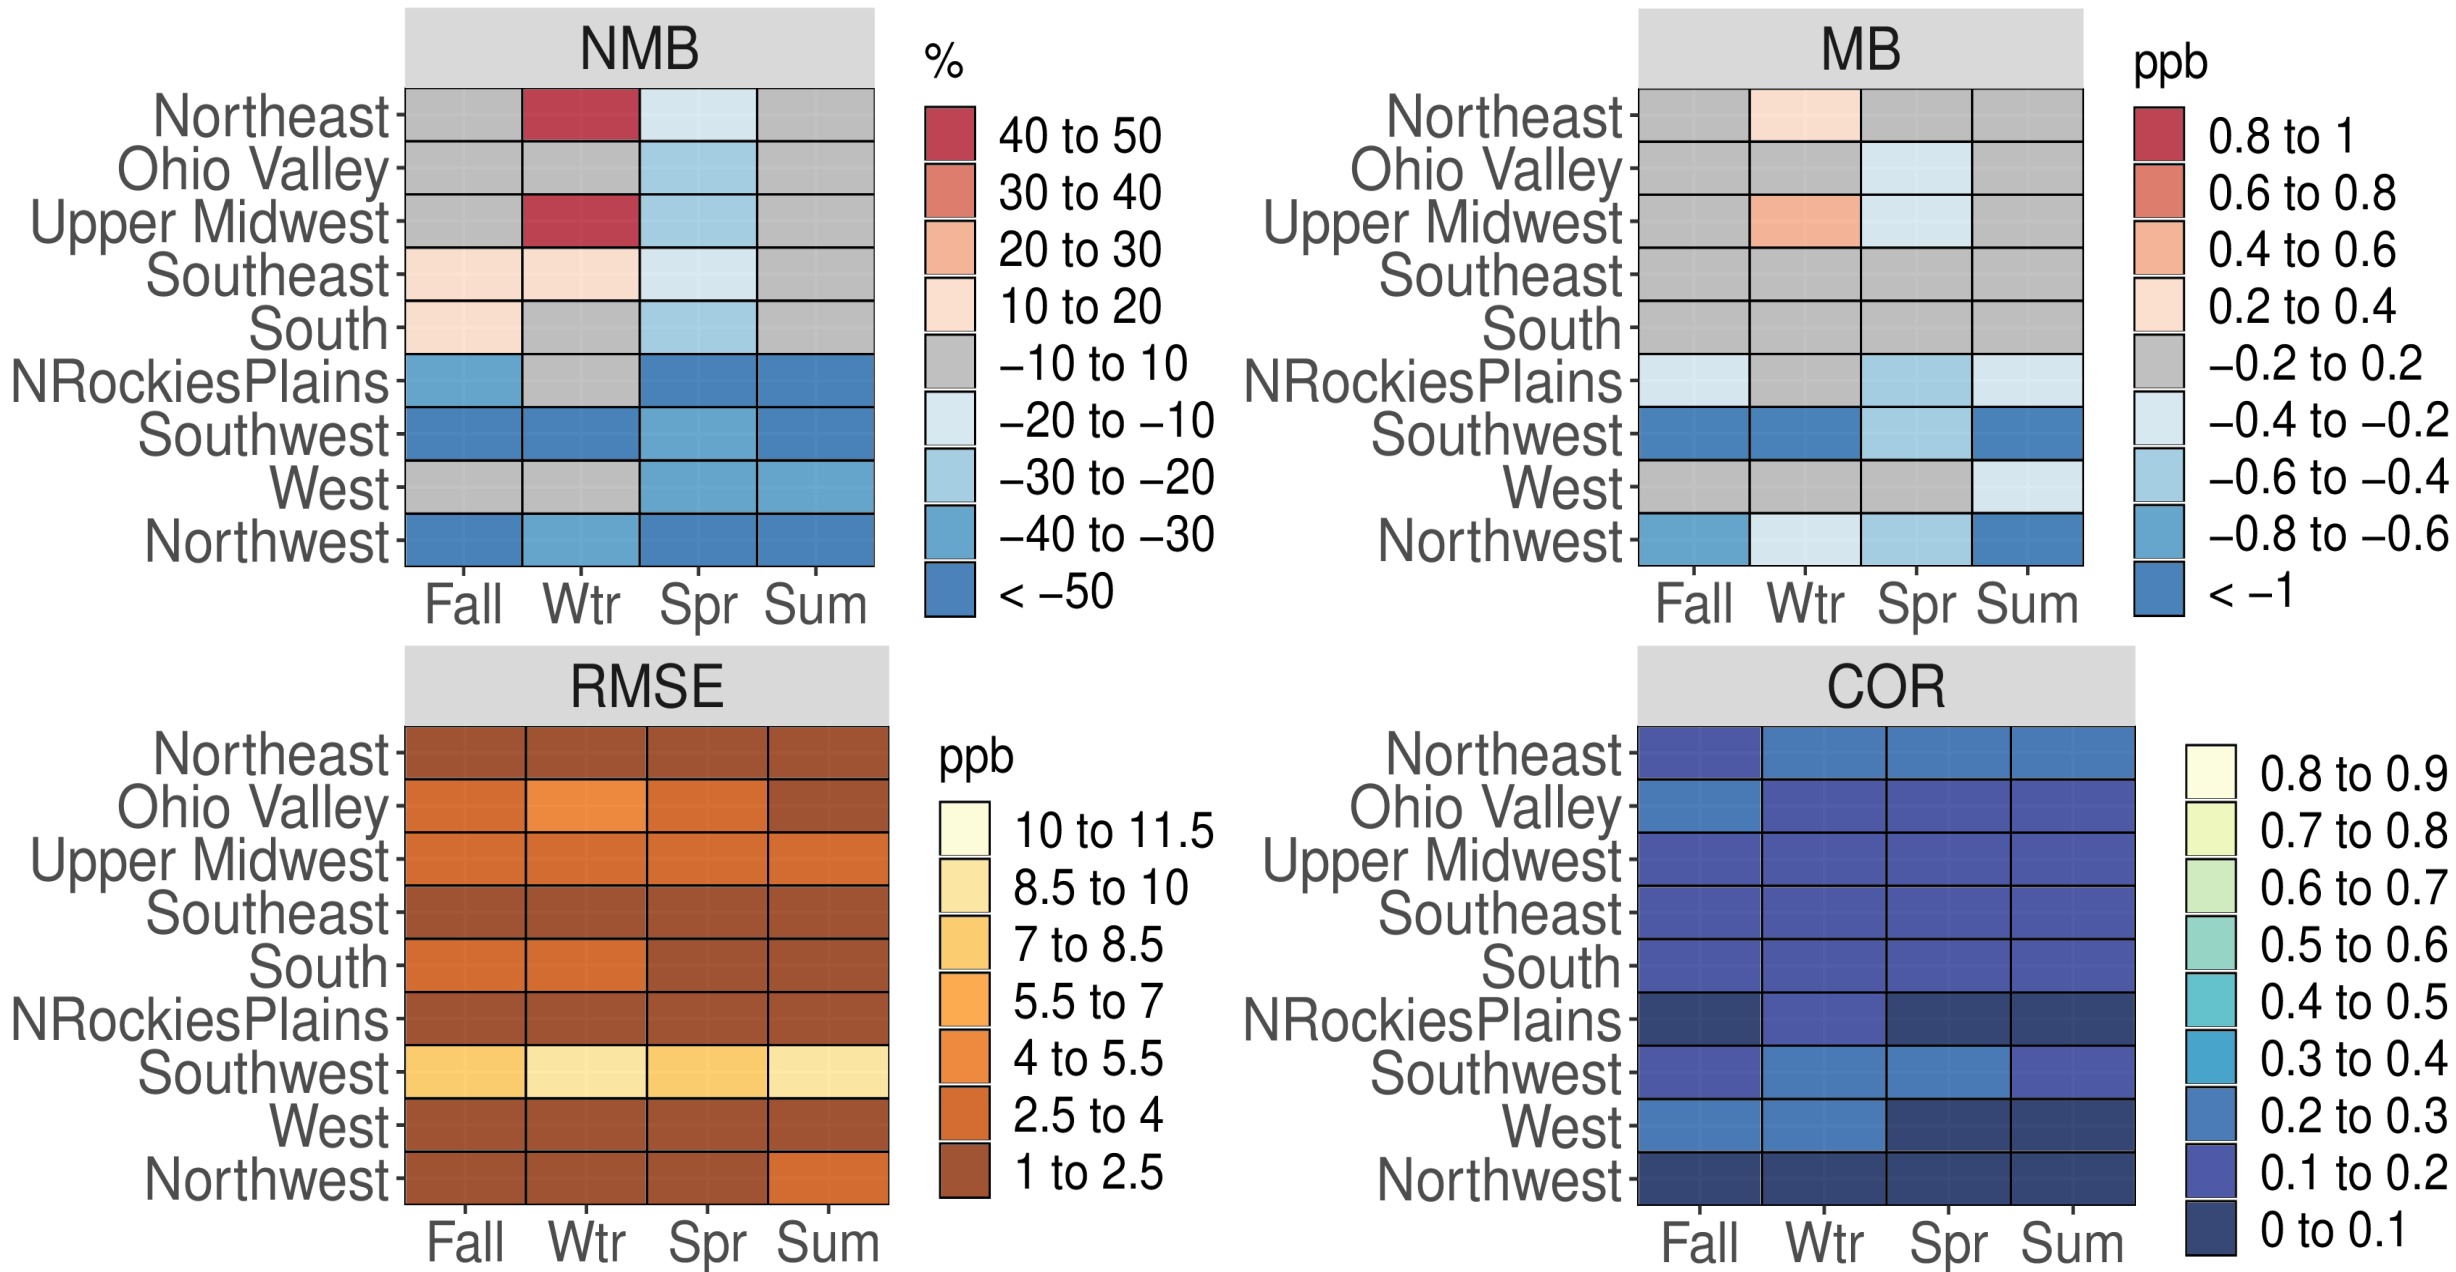 NMB
%
Northeast
Ohio Valley
Upper Midwest
Southeast
South
NRockiesPlains
Southwest
West
Northwest
Fall Wtr Spr Sum
40 to 50
30 to 40
20 to 30
10 to 20
−10 to 10
−20 to −10
−30 to −20
−40 to −30
< −50
MB
ppb
Northeast
Ohio Valley
Upper Midwest
Southeast
South
NRockiesPlains
Southwest
West
Northwest
Fall Wtr Spr Sum
0.8 to 1
0.6 to 0.8
0.4 to 0.6
0.2 to 0.4
−0.2 to 0.2
−0.4 to −0.2
−0.6 to −0.4
−0.8 to −0.6
< −1
RMSE
ppb
Northeast
Ohio Valley
Upper Midwest
Southeast
South
NRockiesPlains
Southwest
West
Northwest
Fall Wtr Spr Sum
10 to 11.5
8.5 to 10
7 to 8.5
5.5 to 7
4 to 5.5
2.5 to 4
1 to 2.5
COR
Northeast
Ohio Valley
Upper Midwest
Southeast
South
NRockiesPlains
Southwest
West
Northwest
Fall Wtr Spr Sum
0.8 to 0.9
0.7 to 0.8
0.6 to 0.7
0.5 to 0.6
0.4 to 0.5
0.3 to 0.4
0.2 to 0.3
0.1 to 0.2
0 to 0.1